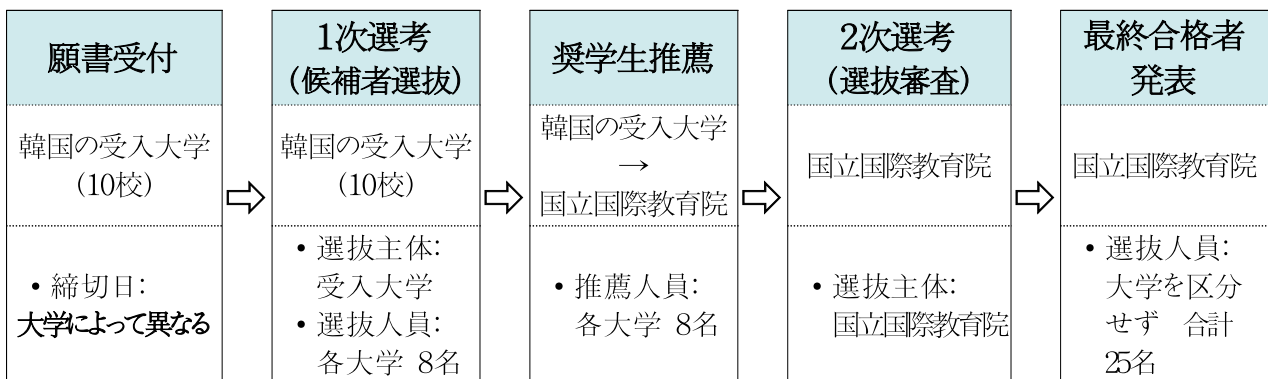 願書受付
韓国の受入大学
(10校)
• 締切日:
大学によって異なる
⇨
1次選考
(候補者選抜)
韓国の受入大学
(10校)
• 選抜主体:
受入大学
• 選抜人員:
各大学 8名
⇨
奨学生推薦
韓国の受入大学
→
国立国際教育院
• 推薦人員:
各大学 8名
⇨
2次選考
(選抜審査)
国立国際教育院
• 選抜主体:
国立国際教育院
⇨
最終合格者
発表
国立国際教育院
• 選抜人員:
大学を区分
せず 合計
25名